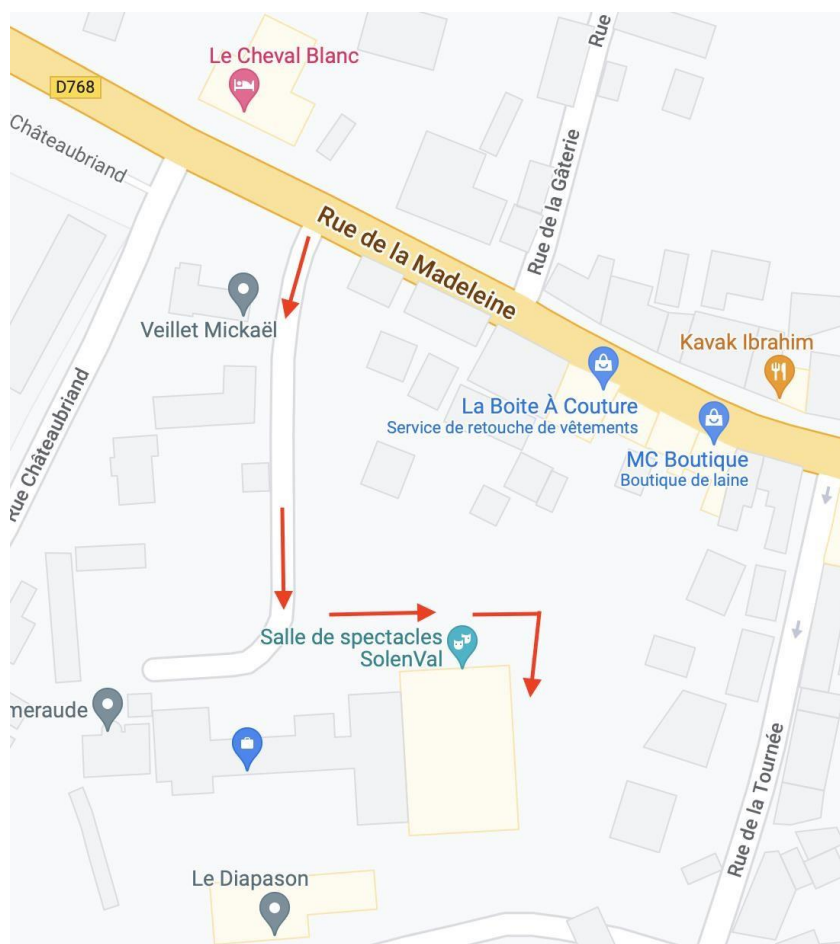 Le Cheval Blanc
D768
Châteaubriand
Rue
Rue de la Gâterie
Rue de la Madeleine
Veillet Mickaël
Kavak Ibrahim
La Boite À Couture
Service de retouche de vêtements
MC Boutique
Boutique de laine
Rue Châteaubriand
Salle de spectacles
SolenVal
meraude
Rue de la Tournée
Le Diapason